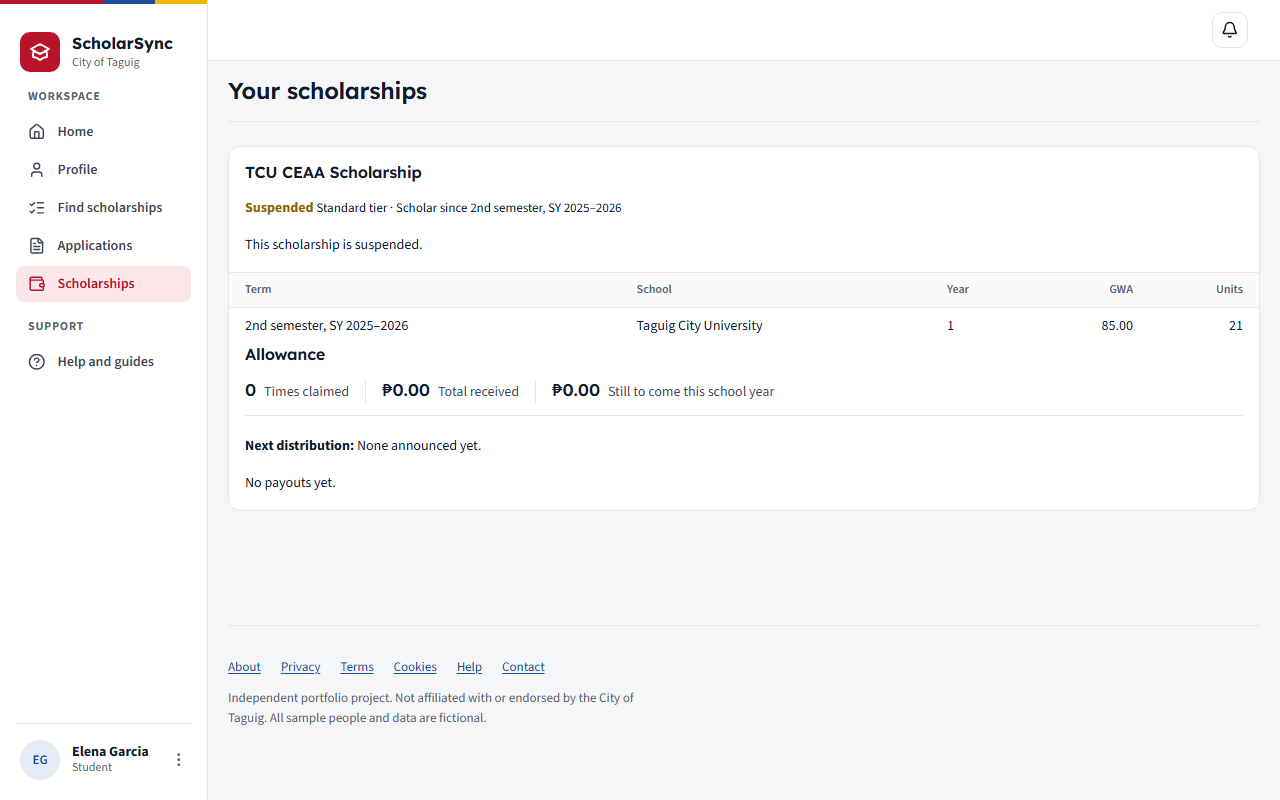 ScholarSync
City of Taguig
WORKSPACE
Home
Profile
Find scholarships
Applications
Scholarships
SUPPORT
Help and guides
EG
Elena Garcia
Student
Your scholarships
TCU CEAA Scholarship
Suspended Standard tier · Scholar since 2nd semester, SY 2025–2026
This scholarship is suspended.
Term School Year GWA Units
2nd semester, SY 2025–2026 Taguig City University 1 85.00 21
Allowance
0 Times claimed ₱0.00 Total received ₱0.00 Still to come this school year
Next distribution: None announced yet.
No payouts yet.
About Privacy Terms Cookies Help Contact
Independent portfolio project. Not affiliated with or endorsed by the City of
Taguig. All sample people and data are fictional.